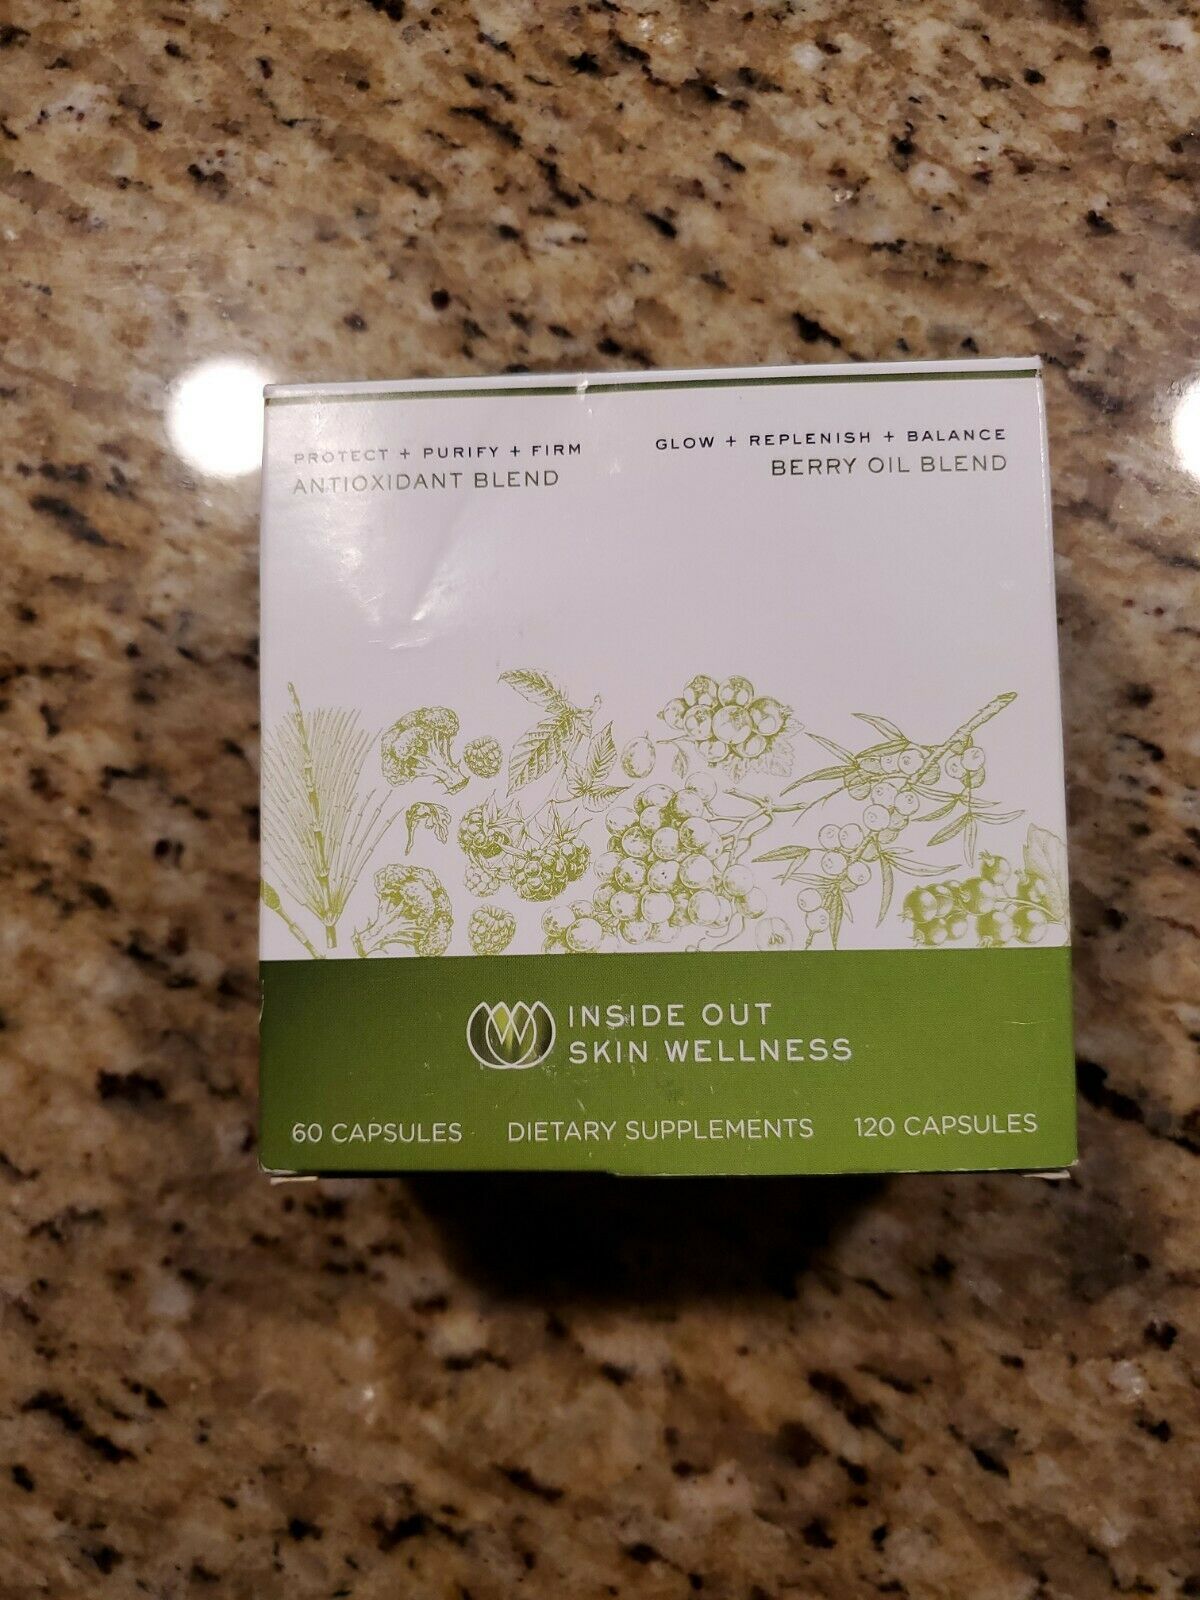 PROTECT + PURIFY + FIRM
ANTIOXIDANT BLEND
GLOW + REPLENISH + BALANCE
BERRY OIL BLEND
INSIDE OUT
SKIN WELLNESS
60 CAPSULES DIETARY SUPPLEMENTS 120 CAPSULES